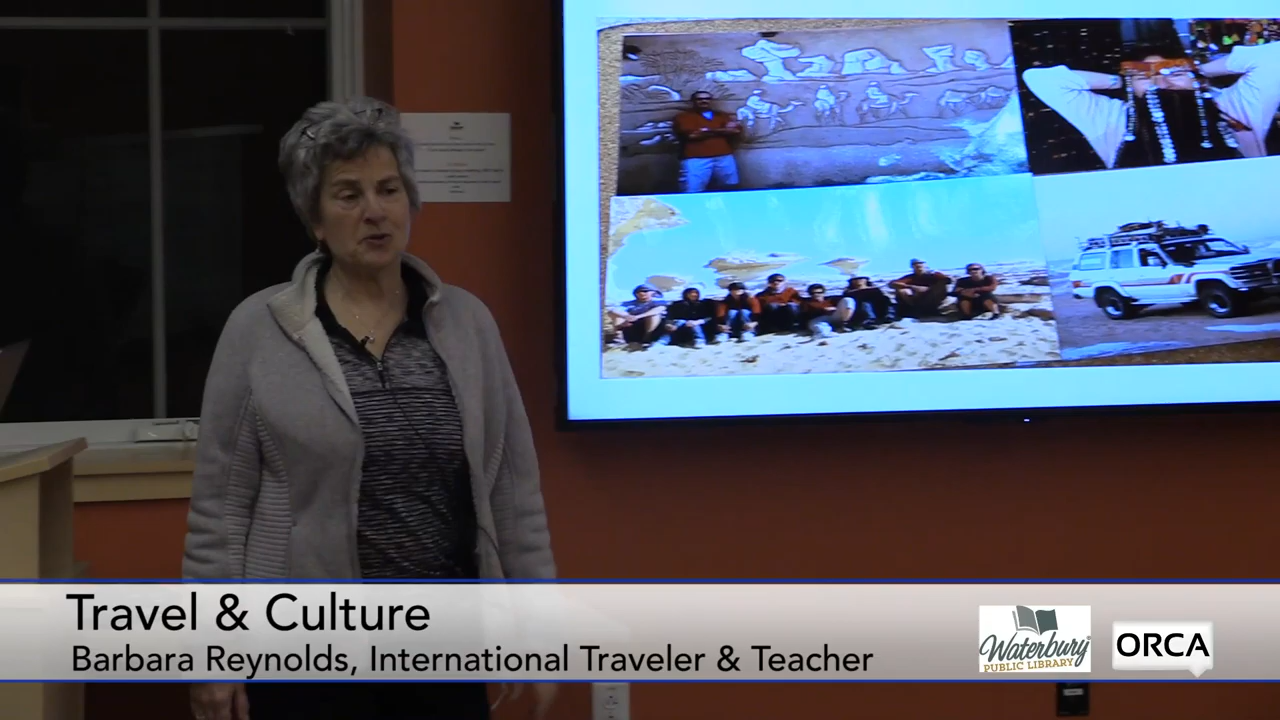 Travel & Culture
Barbara Reynolds, International Traveler & Teacher
Waterbury
PUBLIC LIBRARY
ORCA